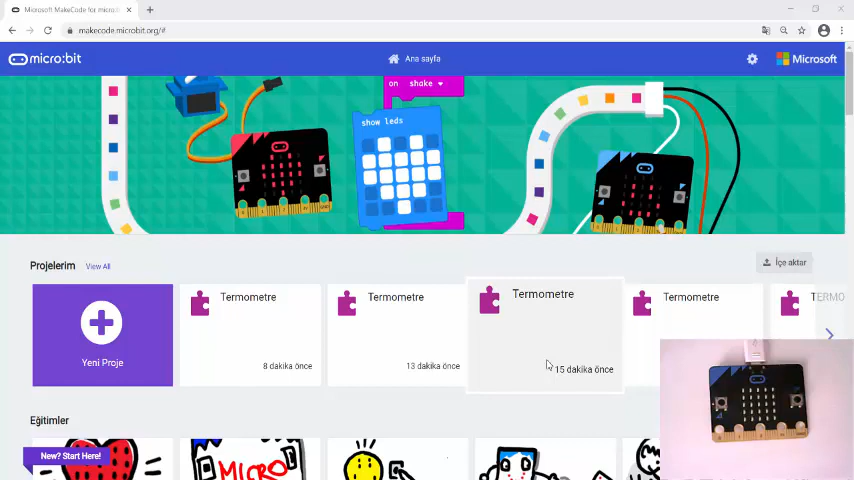 Microsoft MakeCode for micro:b
makecode.microbit.org/#
micro:bit
Ana sayfa
Microsoft
on shake
show leds
Projelerim
View All
İçe aktar
Yeni Proje
Termometre
8 dakika önce
Termometre
13 dakika önce
Termometre
15 dakika önce
Termometre
TERMO
Eğitimler
New? Start Here!
MICRO